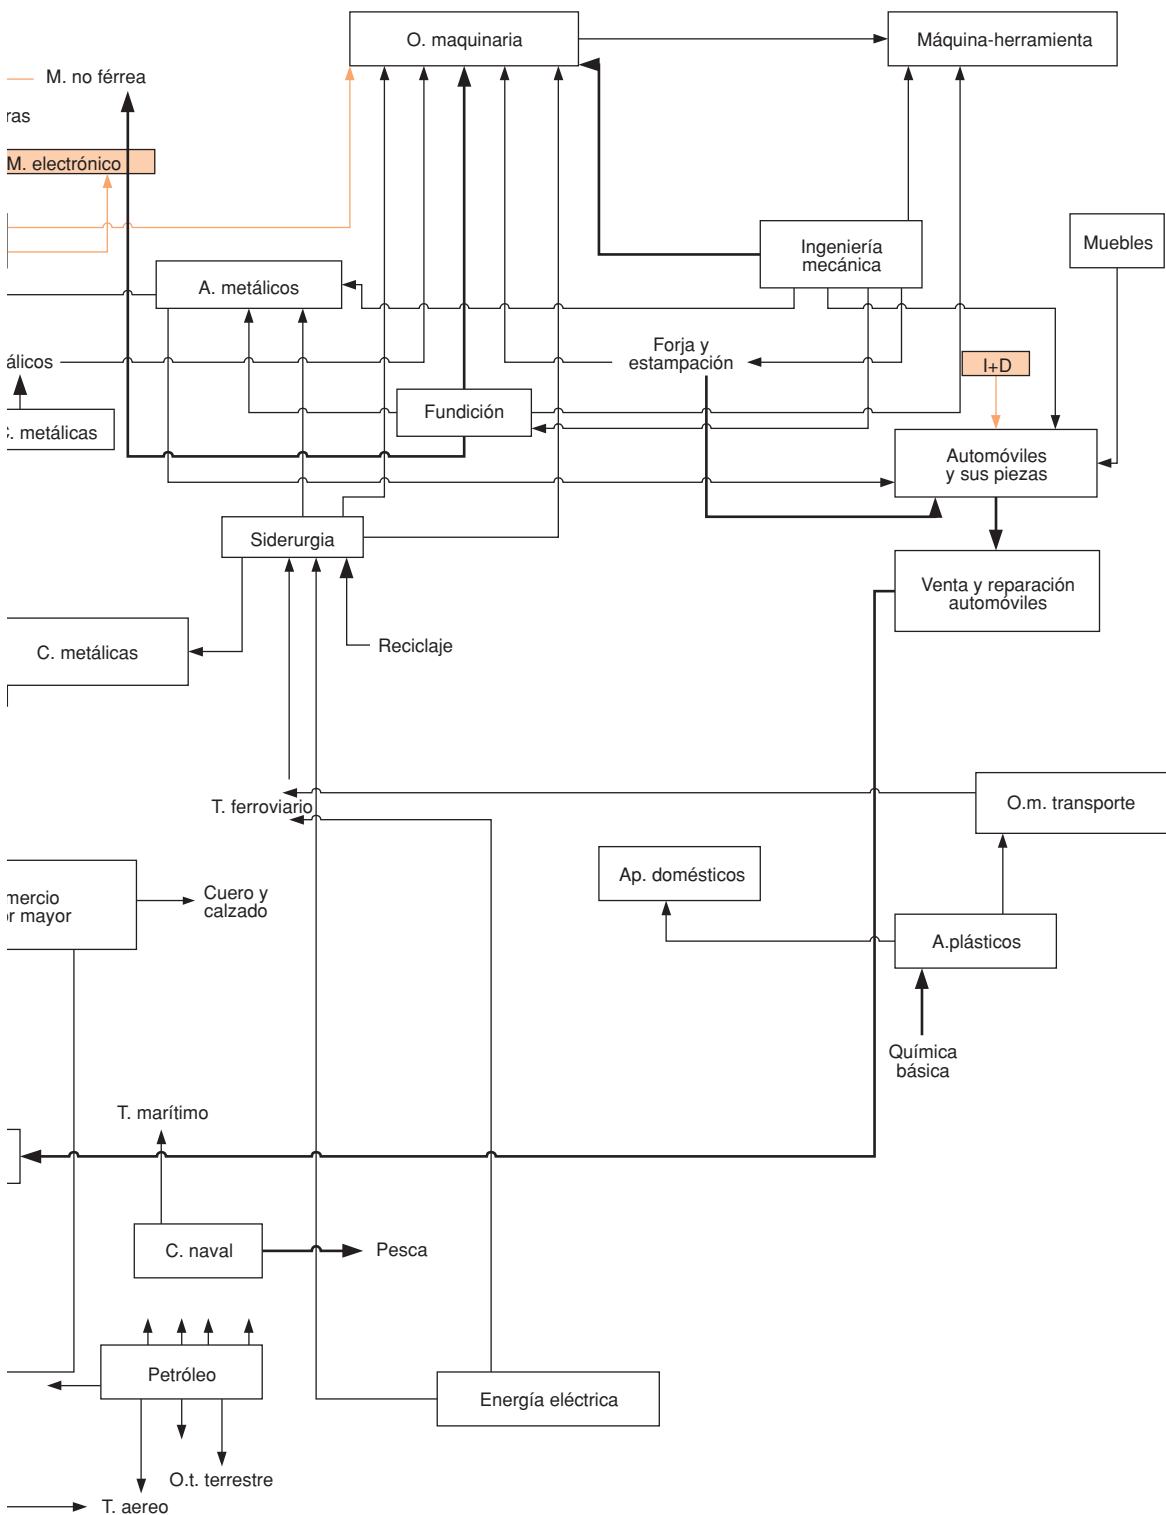 O. maquinaria
Máquina-herramienta
M. no férrea
ras
M. electrónico
Ingeniería
mecánica
Muebles
A. metálicos
Forja y
estampación
álicos
I+D
Fundición
C. metálicas
Automóviles
y sus piezas
Siderurgia
Venta y reparación
automóviles
Reciclaje
C. metálicas
T. ferroviario
O.m. transporte
Ap. domésticos
mercio
or mayor
Cuero y
calzado
A.plásticos
Química
básica
T. marítimo
C. naval
Pesca
Petróleo
Energía eléctrica
O.t. terrestre
T. aereo